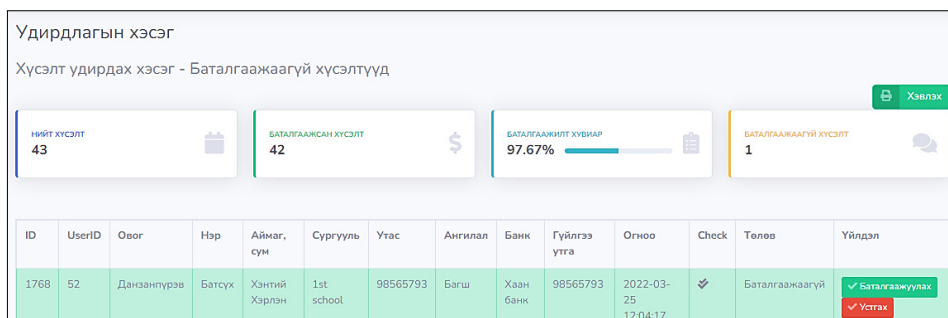 Удирдлагын хэсэг
Хүсэлт удирдах хэсэг - Баталгаажаагүй хүсэлтүүд
Хэвлэх
НИЙТ ХҮСЭЛТ
43
БАТАЛГААЖСАН ХҮСЭЛТ
42
БАТАЛГААЖИЛТ ХУВИАР
97.67%
БАТАЛГААЖААГҮЙ ХҮСЭЛТ
1
ID UserID Овог Нэр Аймаг, сум Сургууль Утас Ангилал Банк Гүйлгээ утга Огноо Check Төлөв Үйлдэл
1768 52 Данзанпүрэв Батсүх Хэнтий Хэрлэн 1st school 98565793 Багш Хаан банк 98565793 2022-03-25 12:04:17 Баталгаажаагүй Баталгаажуулах
Устгах